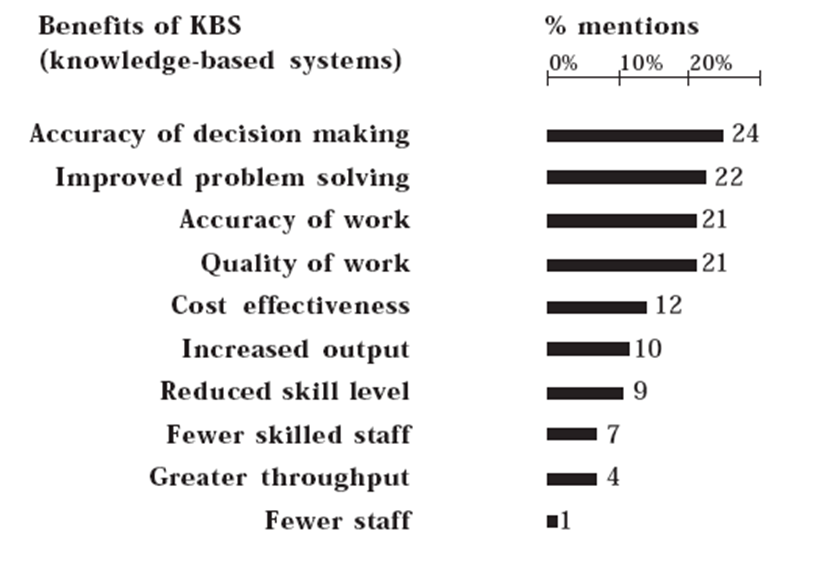 Benefits of KBS
(knowledge-based systems)
% mentions
0% 10% 20%
Accuracy of decision making 24
Improved problem solving 22
Accuracy of work 21
Quality of work 21
Cost effectiveness 12
Increased output 10
Reduced skill level 9
Fewer skilled staff 7
Greater throughput 4
Fewer staff 1